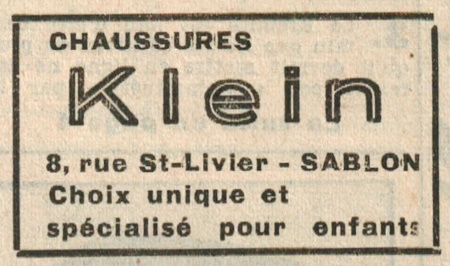 CHAUSSURES
Klein
8, rue St-Livier - SABLON
Choix unique et
spécialisé pour enfants